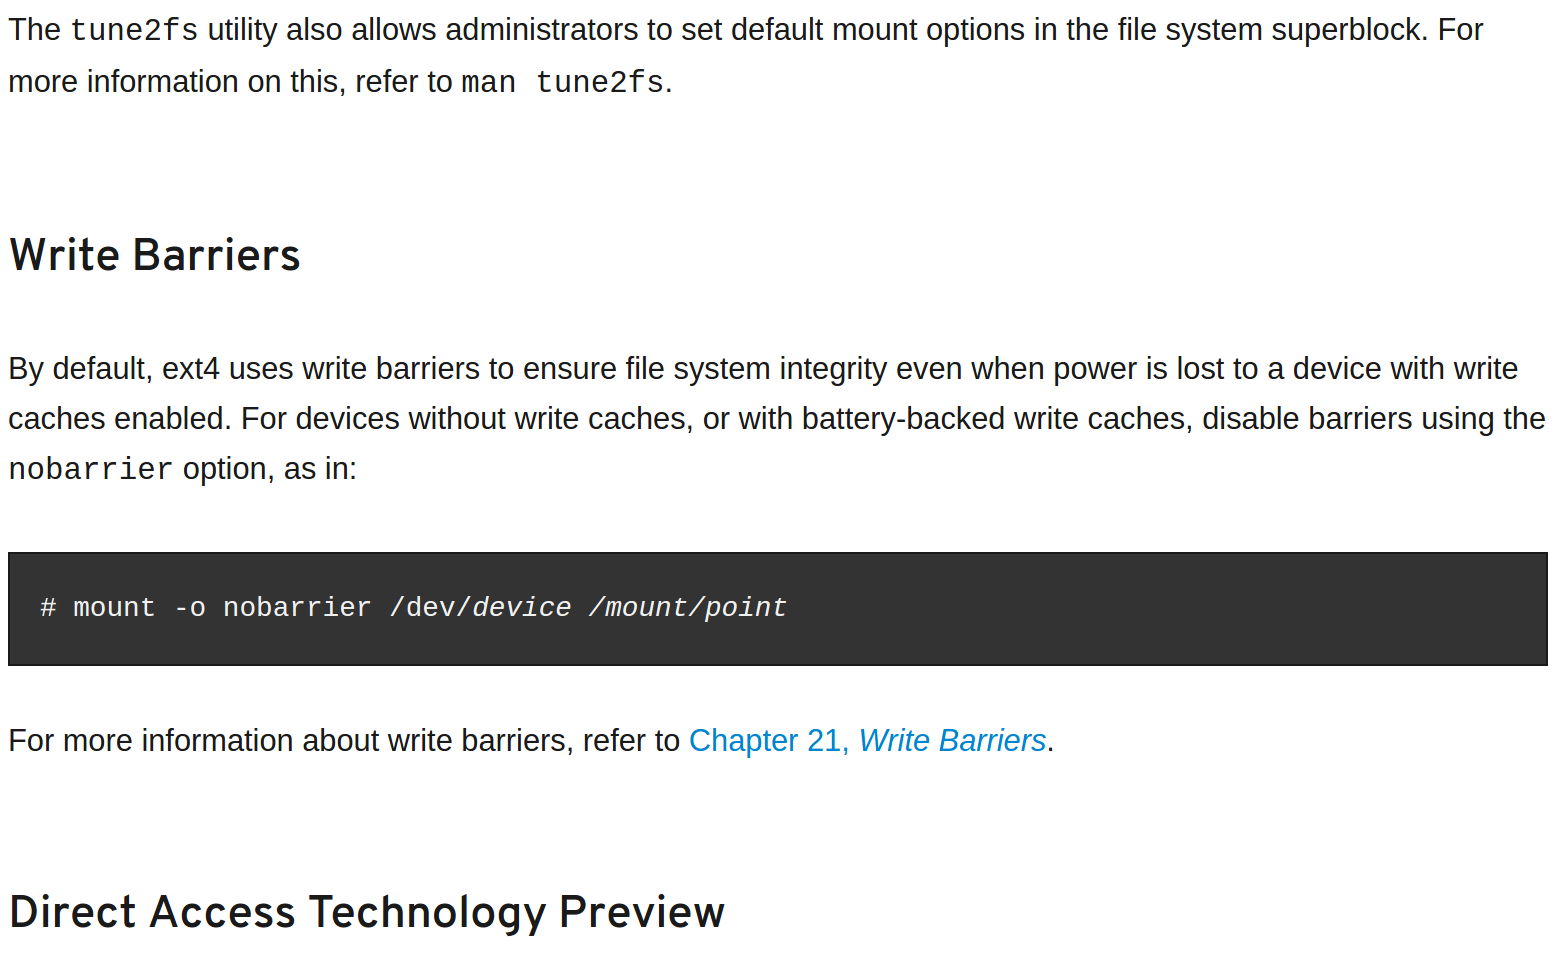 The tune2fs utility also allows administrators to set default mount options in the file system superblock. For
more information on this, refer to man tune2fs.
Write Barriers
By default, ext4 uses write barriers to ensure file system integrity even when power is lost to a device with write
caches enabled. For devices without write caches, or with battery-backed write caches, disable barriers using the
nobarrier option, as in:
# mount -o nobarrier /dev/device /mount/point
For more information about write barriers, refer to Chapter 21, Write Barriers.
Direct Access Technology Preview